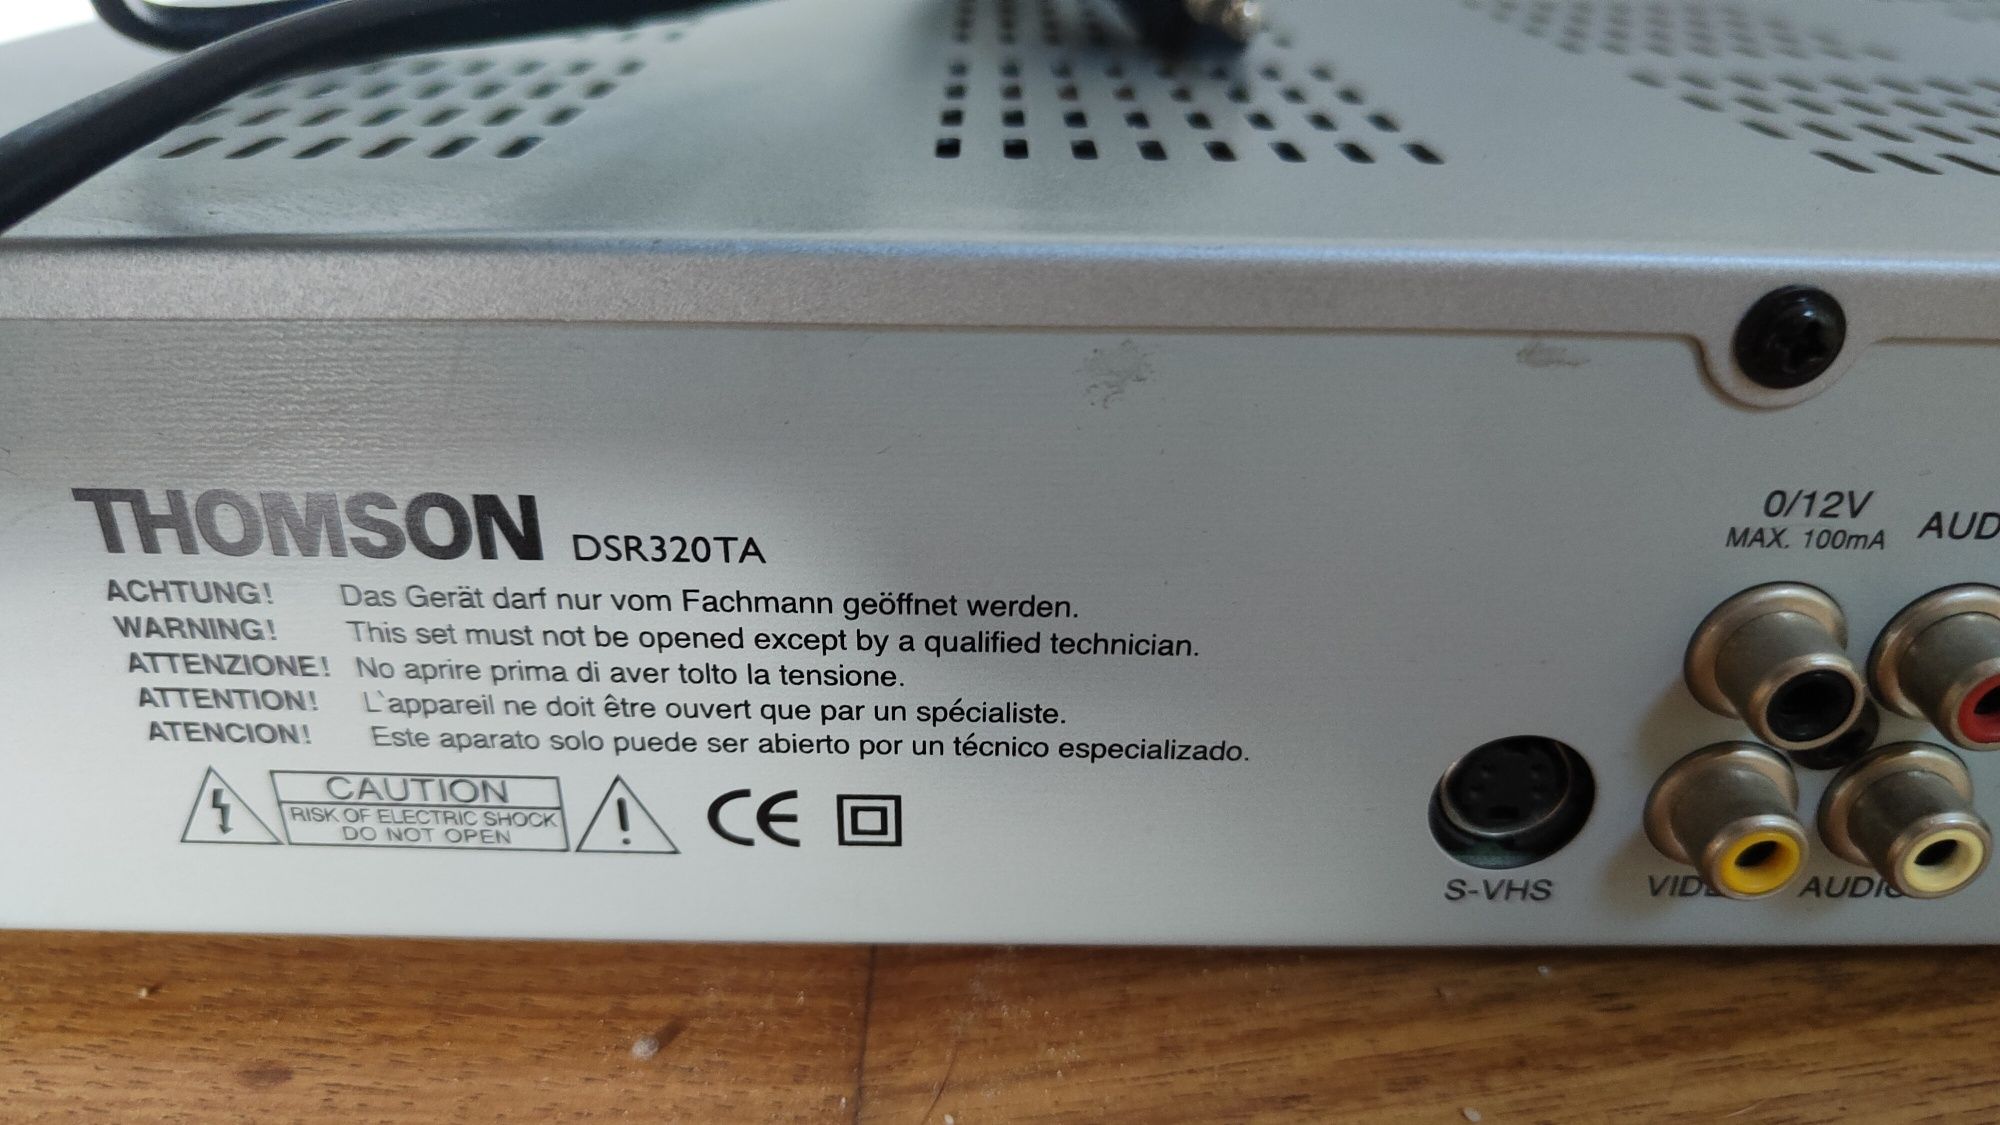 THOMSON DSR320TA
ACHTUNG! Das Gerät darf nur vom Fachmann geöffnet werden.
WARNING! This set must not be opened except by a qualified technician.
ATTENZIONE! No aprire prima di aver tolto la tensione.
ATTENTION! L`appareil ne doit être ouvert que par un spécialiste.
ATENCION! Este aparato solo puede ser abierto por un técnico especializado.
CAUTION
RISK OF ELECTRIC SHOCK
DO NOT OPEN
CE
0/12V
MAX. 100mA
AUD
S-VHS
VIDE
AUDIO